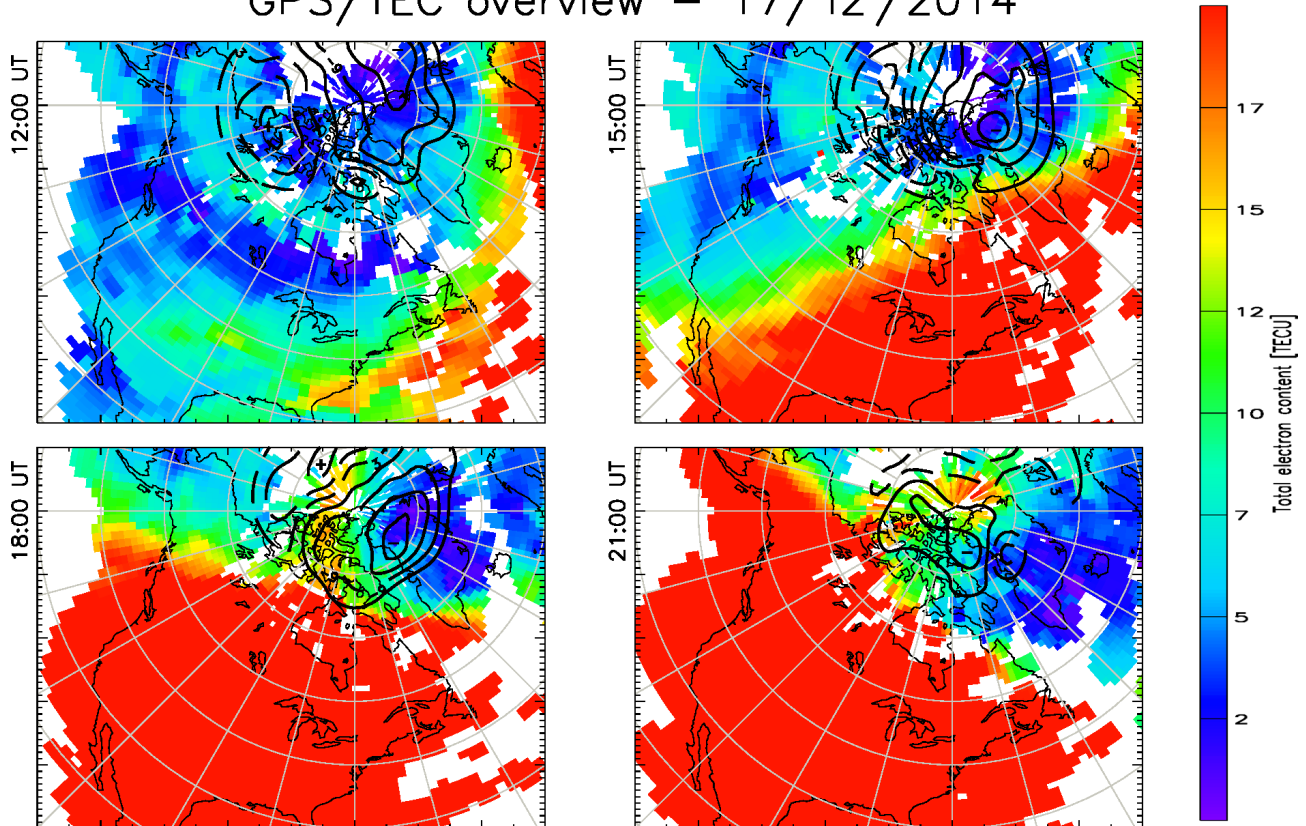 GPS/TEC overview - 17/12/2014
12:00 UT
15:00 UT
18:00 UT
21:00 UT
17
15
12
10
7
5
2
Total electron content [TECU]